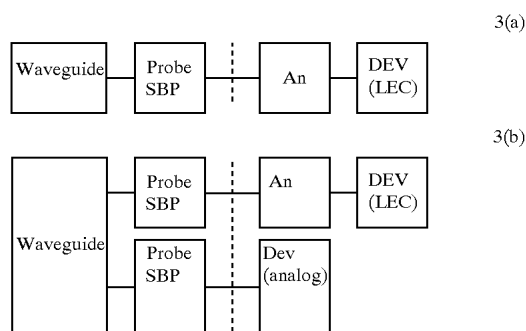 3(a)
Waveguide
Probe
SBP
An
DEV
(LEC)
3(b)
Waveguide
Probe
SBP
An
DEV
(LEC)
Probe
SBP
Dev
(analog)